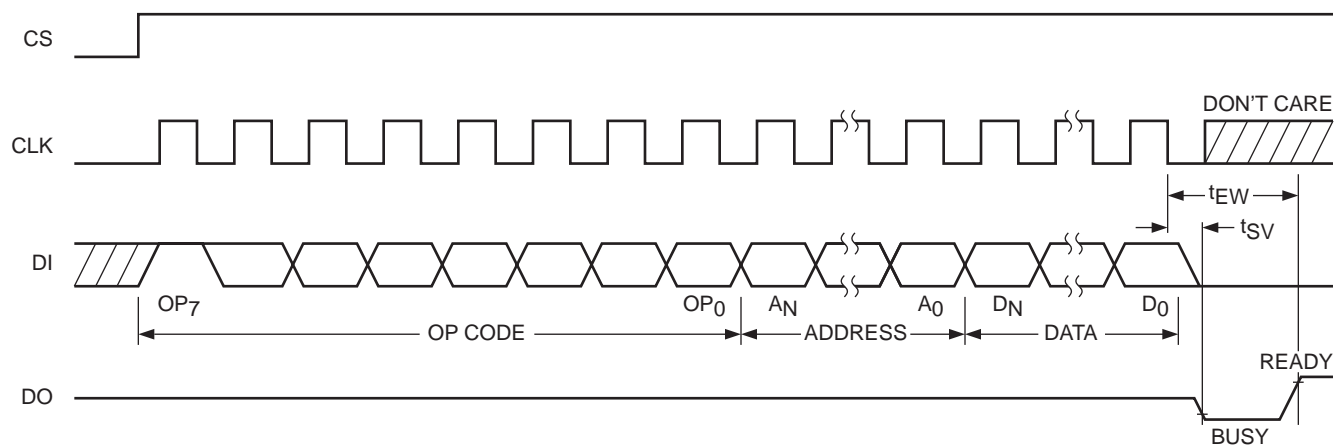 CS
DON'T CARE
CLK
tEW
tSV
DI
OP7 OP0 AN A0 DN D0
OP CODE ADDRESS DATA
READY
DO
BUSY